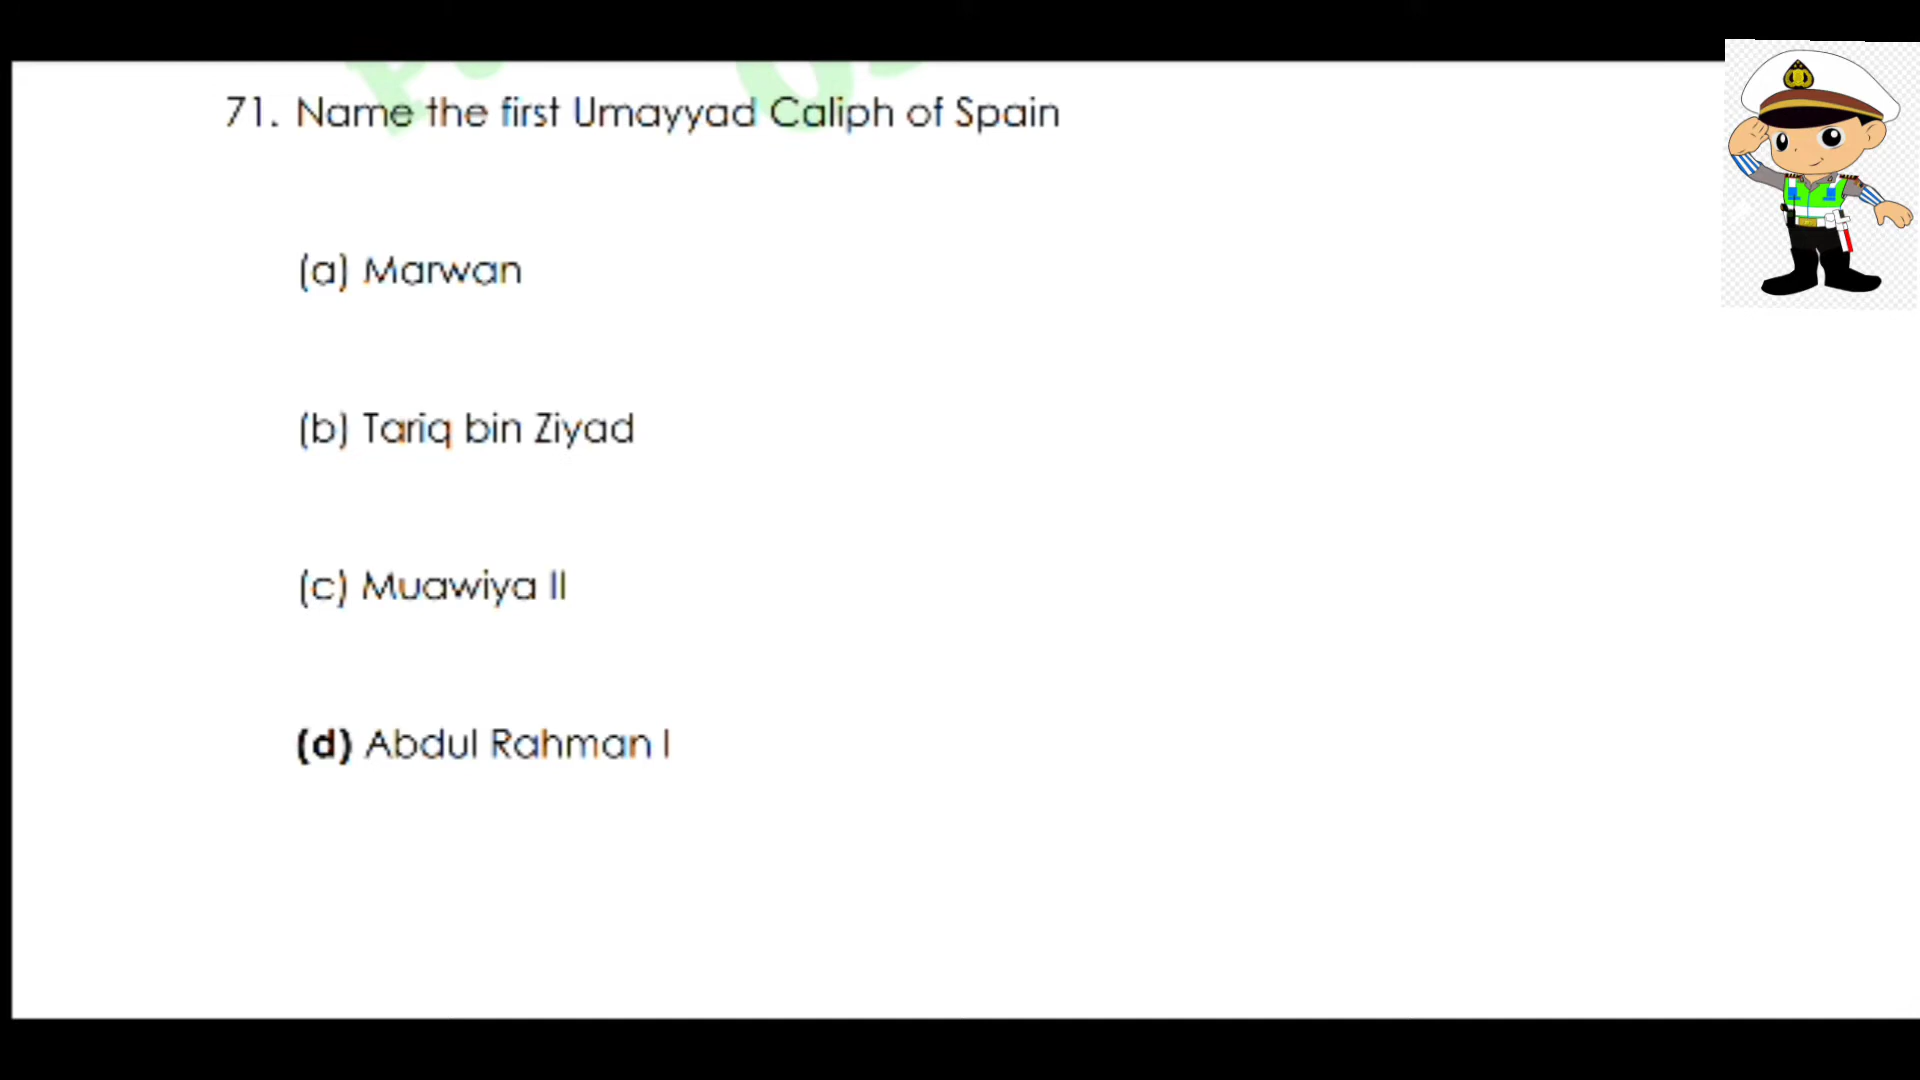 71. Name the first Umayyad Caliph of Spain
(a) Marwan
(b) Tariq bin Ziyad
(c) Muawiya II
(d) Abdul Rahman I